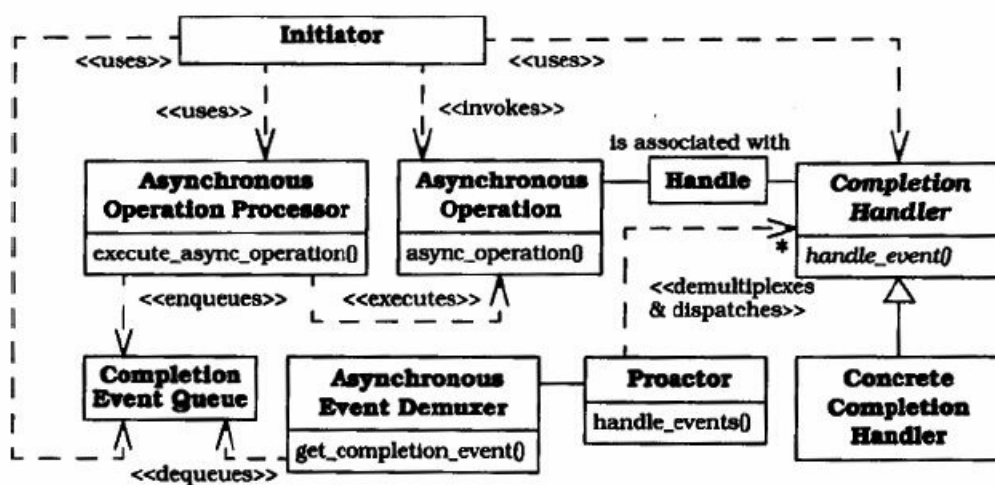 Initiator
<<uses>>
<<uses>>
<<uses>>
<<invokes>>
is associated with
Asynchronous
Operation Processor
execute_async_operation()
Asynchronous
Operation
async_operation()
Handle
Completion
Handler
handle_event()
*
<<enqueues>>
<<executes>>
<<demultiplexes
& dispatches>>
Completion
Event Queue
Asynchronous
Event Demuxer
get_completion_event()
Proactor
handle_events()
Concrete
Completion
Handler
<<dequeues>>